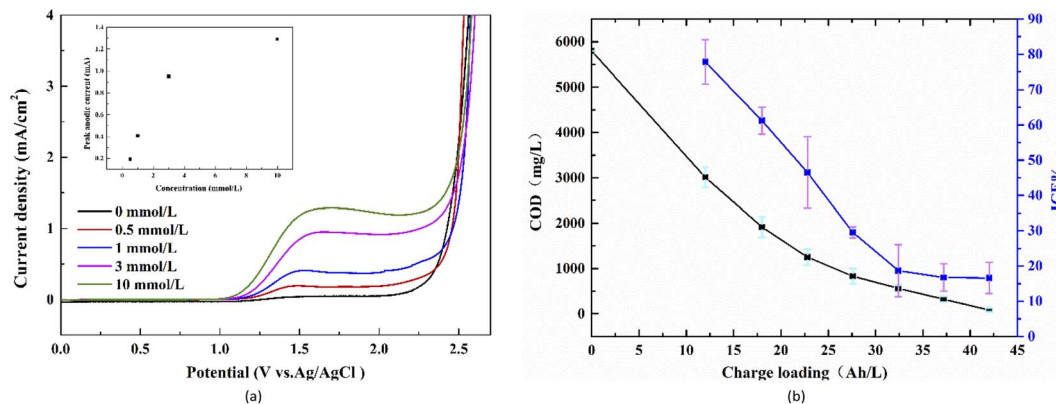 4
3
2
1
0
Current density (mA/cm²)
0.0 0.5 1.0 1.5 2.0 2.5
Potential (V vs.Ag/AgCl )
1.4
1.2
1.0
0.8
0.6
0.4
0.2
Peak anodic current (mA)
0 2 4 6 8 10
Concentration (mmol/L)
0 mmol/L
0.5 mmol/L
1 mmol/L
3 mmol/L
10 mmol/L
(a)
6000
5000
4000
3000
2000
1000
0
COD（mg/L）
0 5 10 15 20 25 30 35 40 45
Charge loading（Ah/L）
90
80
70
60
50
40
30
20
10
0
ICE%
(b)